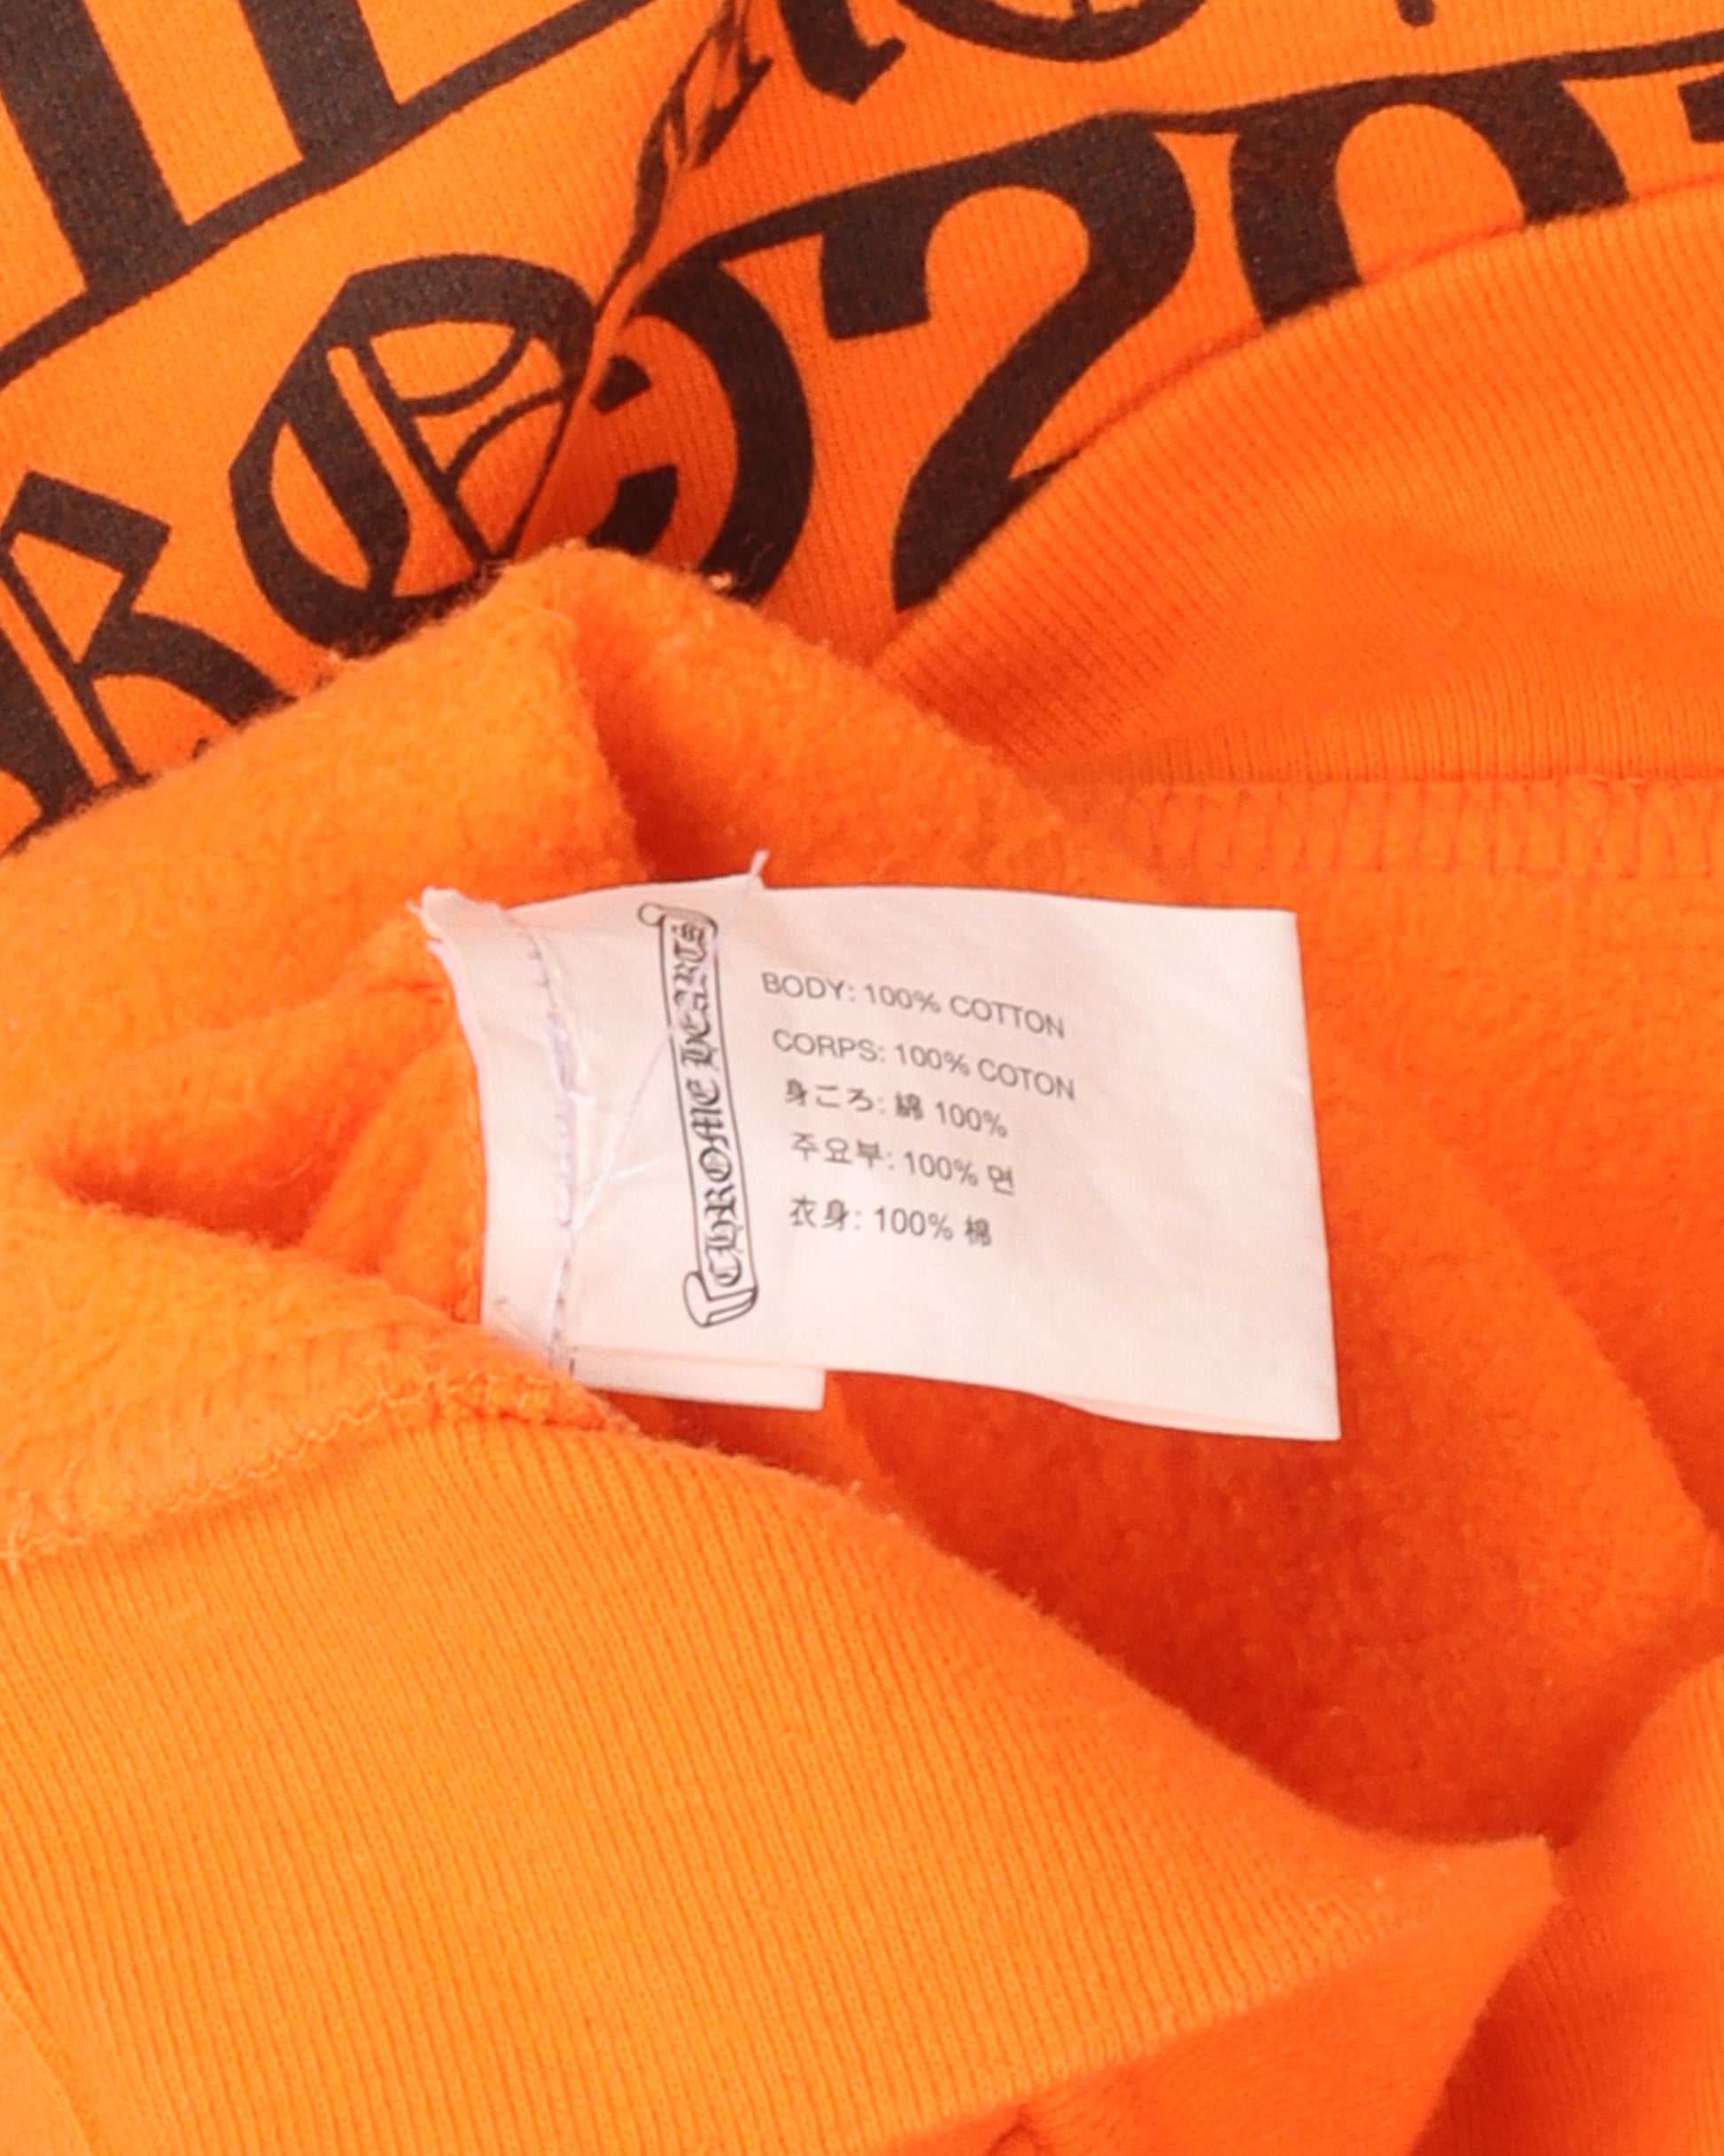 CHROME HEARTS
BODY: 100% COTTON
CORPS: 100% COTON
身ごろ: 綿 100%
주요부: 100% 면
衣身: 100% 棉